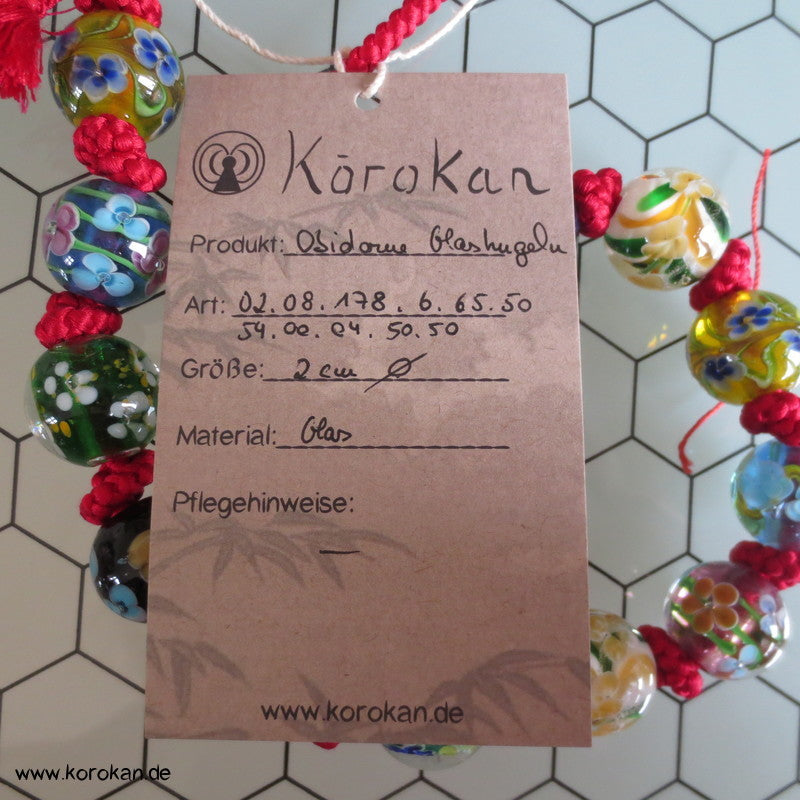 Kōrokan
Produkt: Obidome Glaskugeln
Art: 02.08.178.6.65.50
54.00.04.50.50
Größe: 2 cm Ø
Material: Glas
Pflegehinweise:
—
www.korokan.de
www.korokan.de